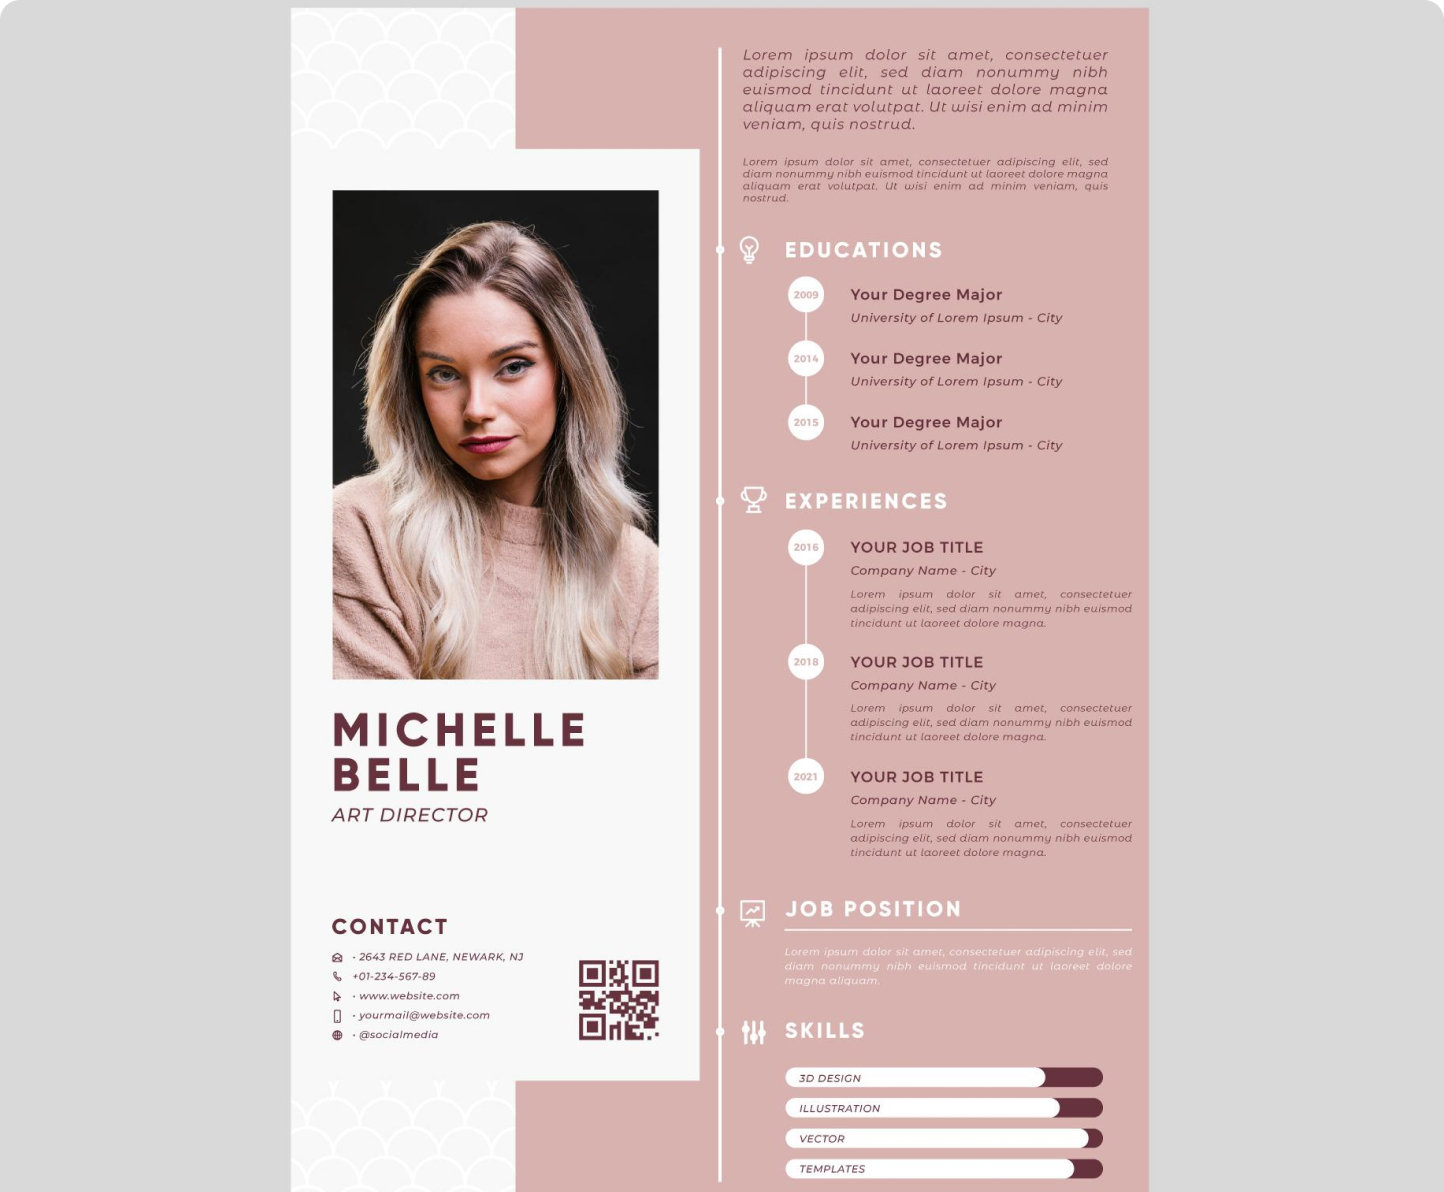 MICHELLE
BELLE
ART DIRECTOR
CONTACT
· 2643 RED LANE, NEWARK, NJ
+01-234-567-89
· www.website.com
· yourmail@website.com
· @socialmedia
Lorem ipsum dolor sit amet, consectetuer
adipiscing elit, sed diam nonummy nibh
euismod tincidunt ut laoreet dolore magna
aliquam erat volutpat. Ut wisi enim ad minim
veniam, quis nostrud.
Lorem ipsum dolor sit amet, consectetuer adipiscing elit, sed
diam nonummy nibh euismod tincidunt ut laoreet dolore magna
aliquam erat volutpat. Ut wisi enim ad minim veniam, quis
nostrud.
EDUCATIONS
2009
Your Degree Major
University of Lorem Ipsum - City
2014
Your Degree Major
University of Lorem Ipsum - City
2015
Your Degree Major
University of Lorem Ipsum - City
EXPERIENCES
2016
YOUR JOB TITLE
Company Name - City
Lorem ipsum dolor sit amet, consectetuer
adipiscing elit, sed diam nonummy nibh euismod
tincidunt ut laoreet dolore magna.
2018
YOUR JOB TITLE
Company Name - City
Lorem ipsum dolor sit amet, consectetuer
adipiscing elit, sed diam nonummy nibh euismod
tincidunt ut laoreet dolore magna.
2021
YOUR JOB TITLE
Company Name - City
Lorem ipsum dolor sit amet, consectetuer
adipiscing elit, sed diam nonummy nibh euismod
tincidunt ut laoreet dolore magna.
JOB POSITION
Lorem ipsum dolor sit amet, consectetuer adipiscing elit, sed
diam nonummy nibh euismod tincidunt ut laoreet dolore
magna aliquam.
SKILLS
3D DESIGN
ILLUSTRATION
VECTOR
TEMPLATES